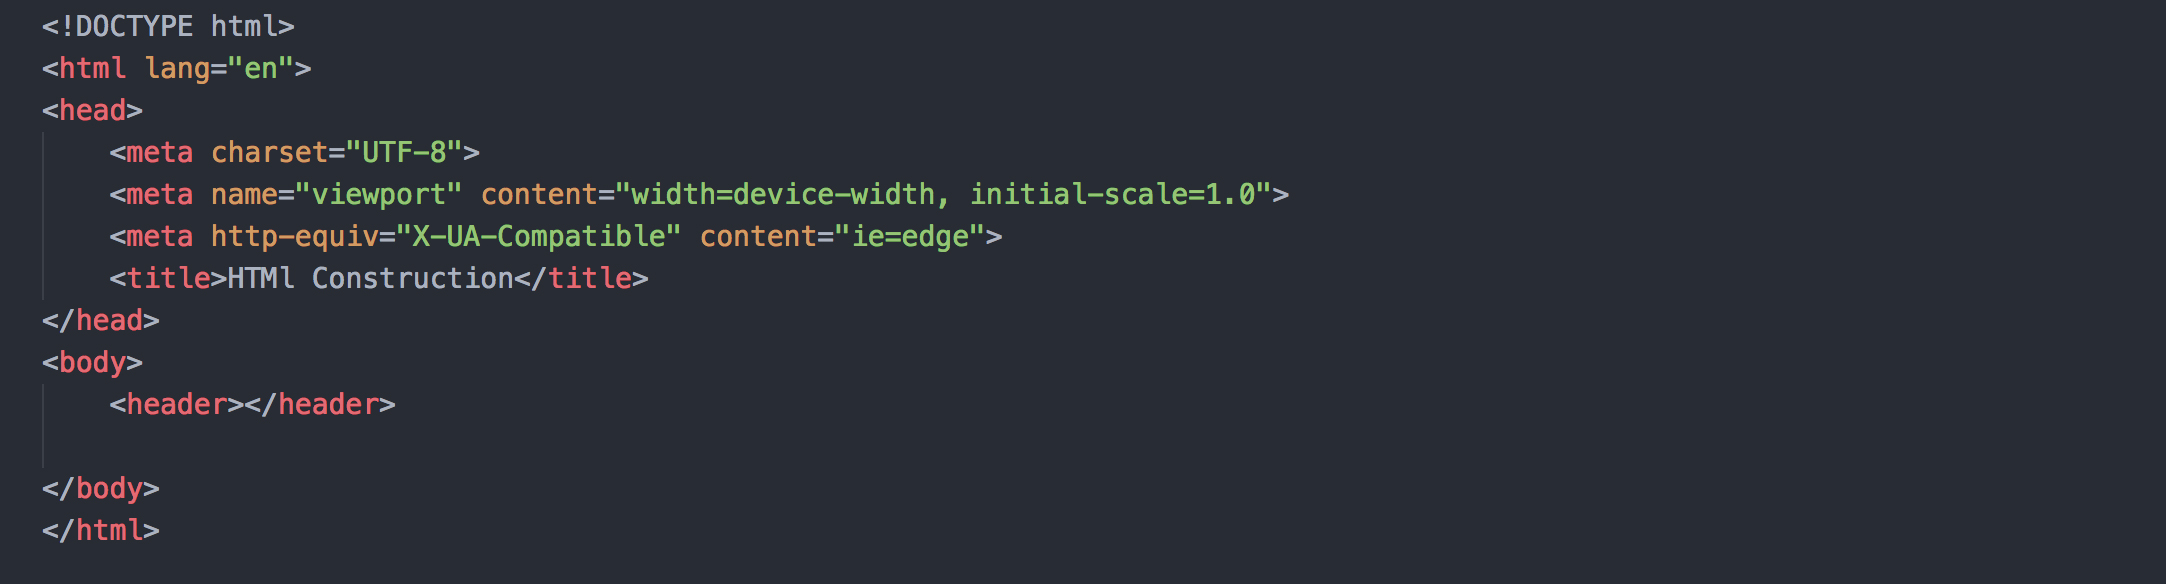 <!DOCTYPE html>
<html lang="en">
<head>
    <meta charset="UTF-8">
    <meta name="viewport" content="width=device-width, initial-scale=1.0">
    <meta http-equiv="X-UA-Compatible" content="ie=edge">
    <title>HTMl Construction</title>
</head>
<body>
    <header></header>
</body>
</html>